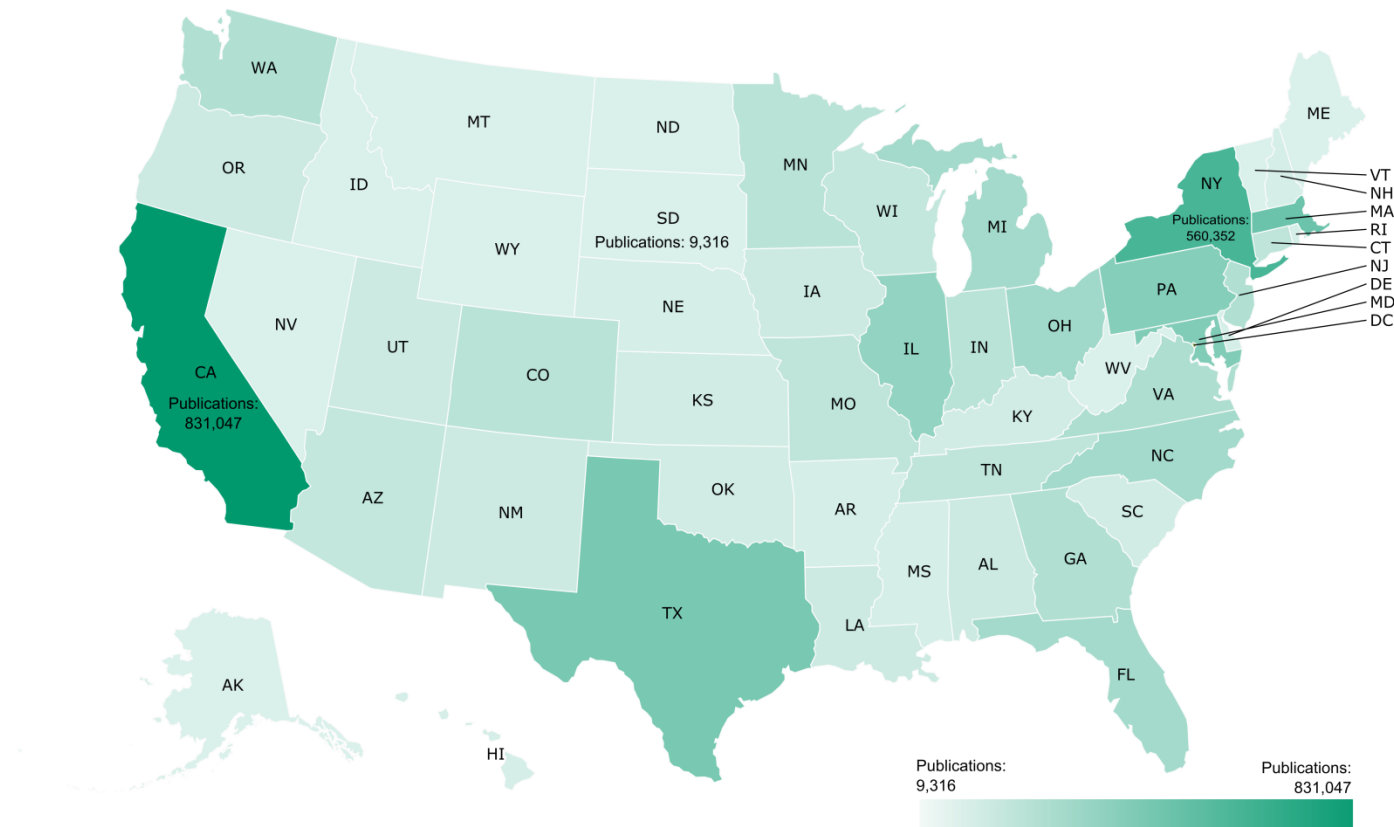 WA
MT
ND
ME
MN
OR
ID
VT
NY
NH
WI
MA
SD
Publications:
560,352
MI
RI
Publications: 9,316
WY
CT
NJ
DE
PA
IA
MD
NE
NV
DC
OH
UT
IL
IN
CA
CO
WV
VA
Publications:
831,047
KS
MO
KY
NC
TN
OK
AZ
NM
AR
SC
GA
MS
AL
TX
LA
FL
AK
HI
Publications:
9,316
Publications:
831,047